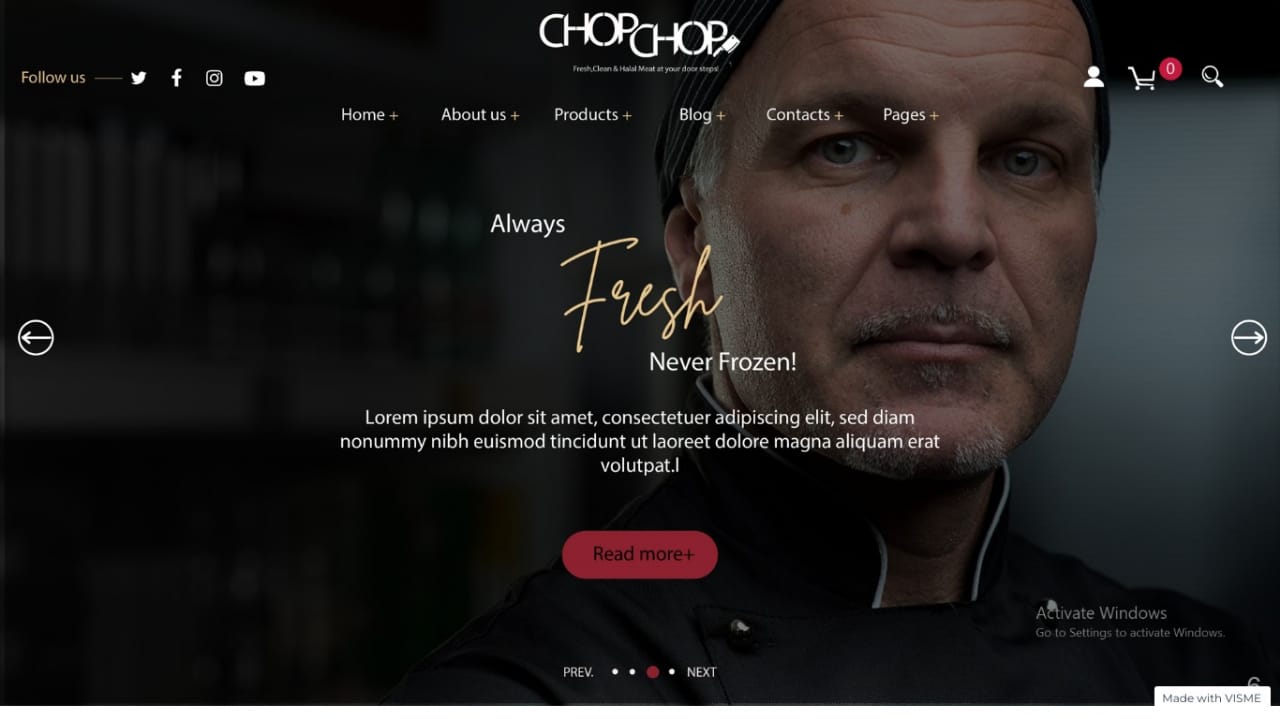 CHOPCHOP
Fresh,Clean & Halal Meat at your door steps!
Follow us
0
Home +
About us +
Products +
Blog +
Contacts +
Pages +
Always
Fresh
Never Frozen!
Lorem ipsum dolor sit amet, consectetuer adipiscing elit, sed diam
nonummy nibh euismod tincidunt ut laoreet dolore magna aliquam erat
volutpat.l
Read more+
Activate Windows
Go to Settings to activate Windows.
PREV.
NEXT
Made with VISME